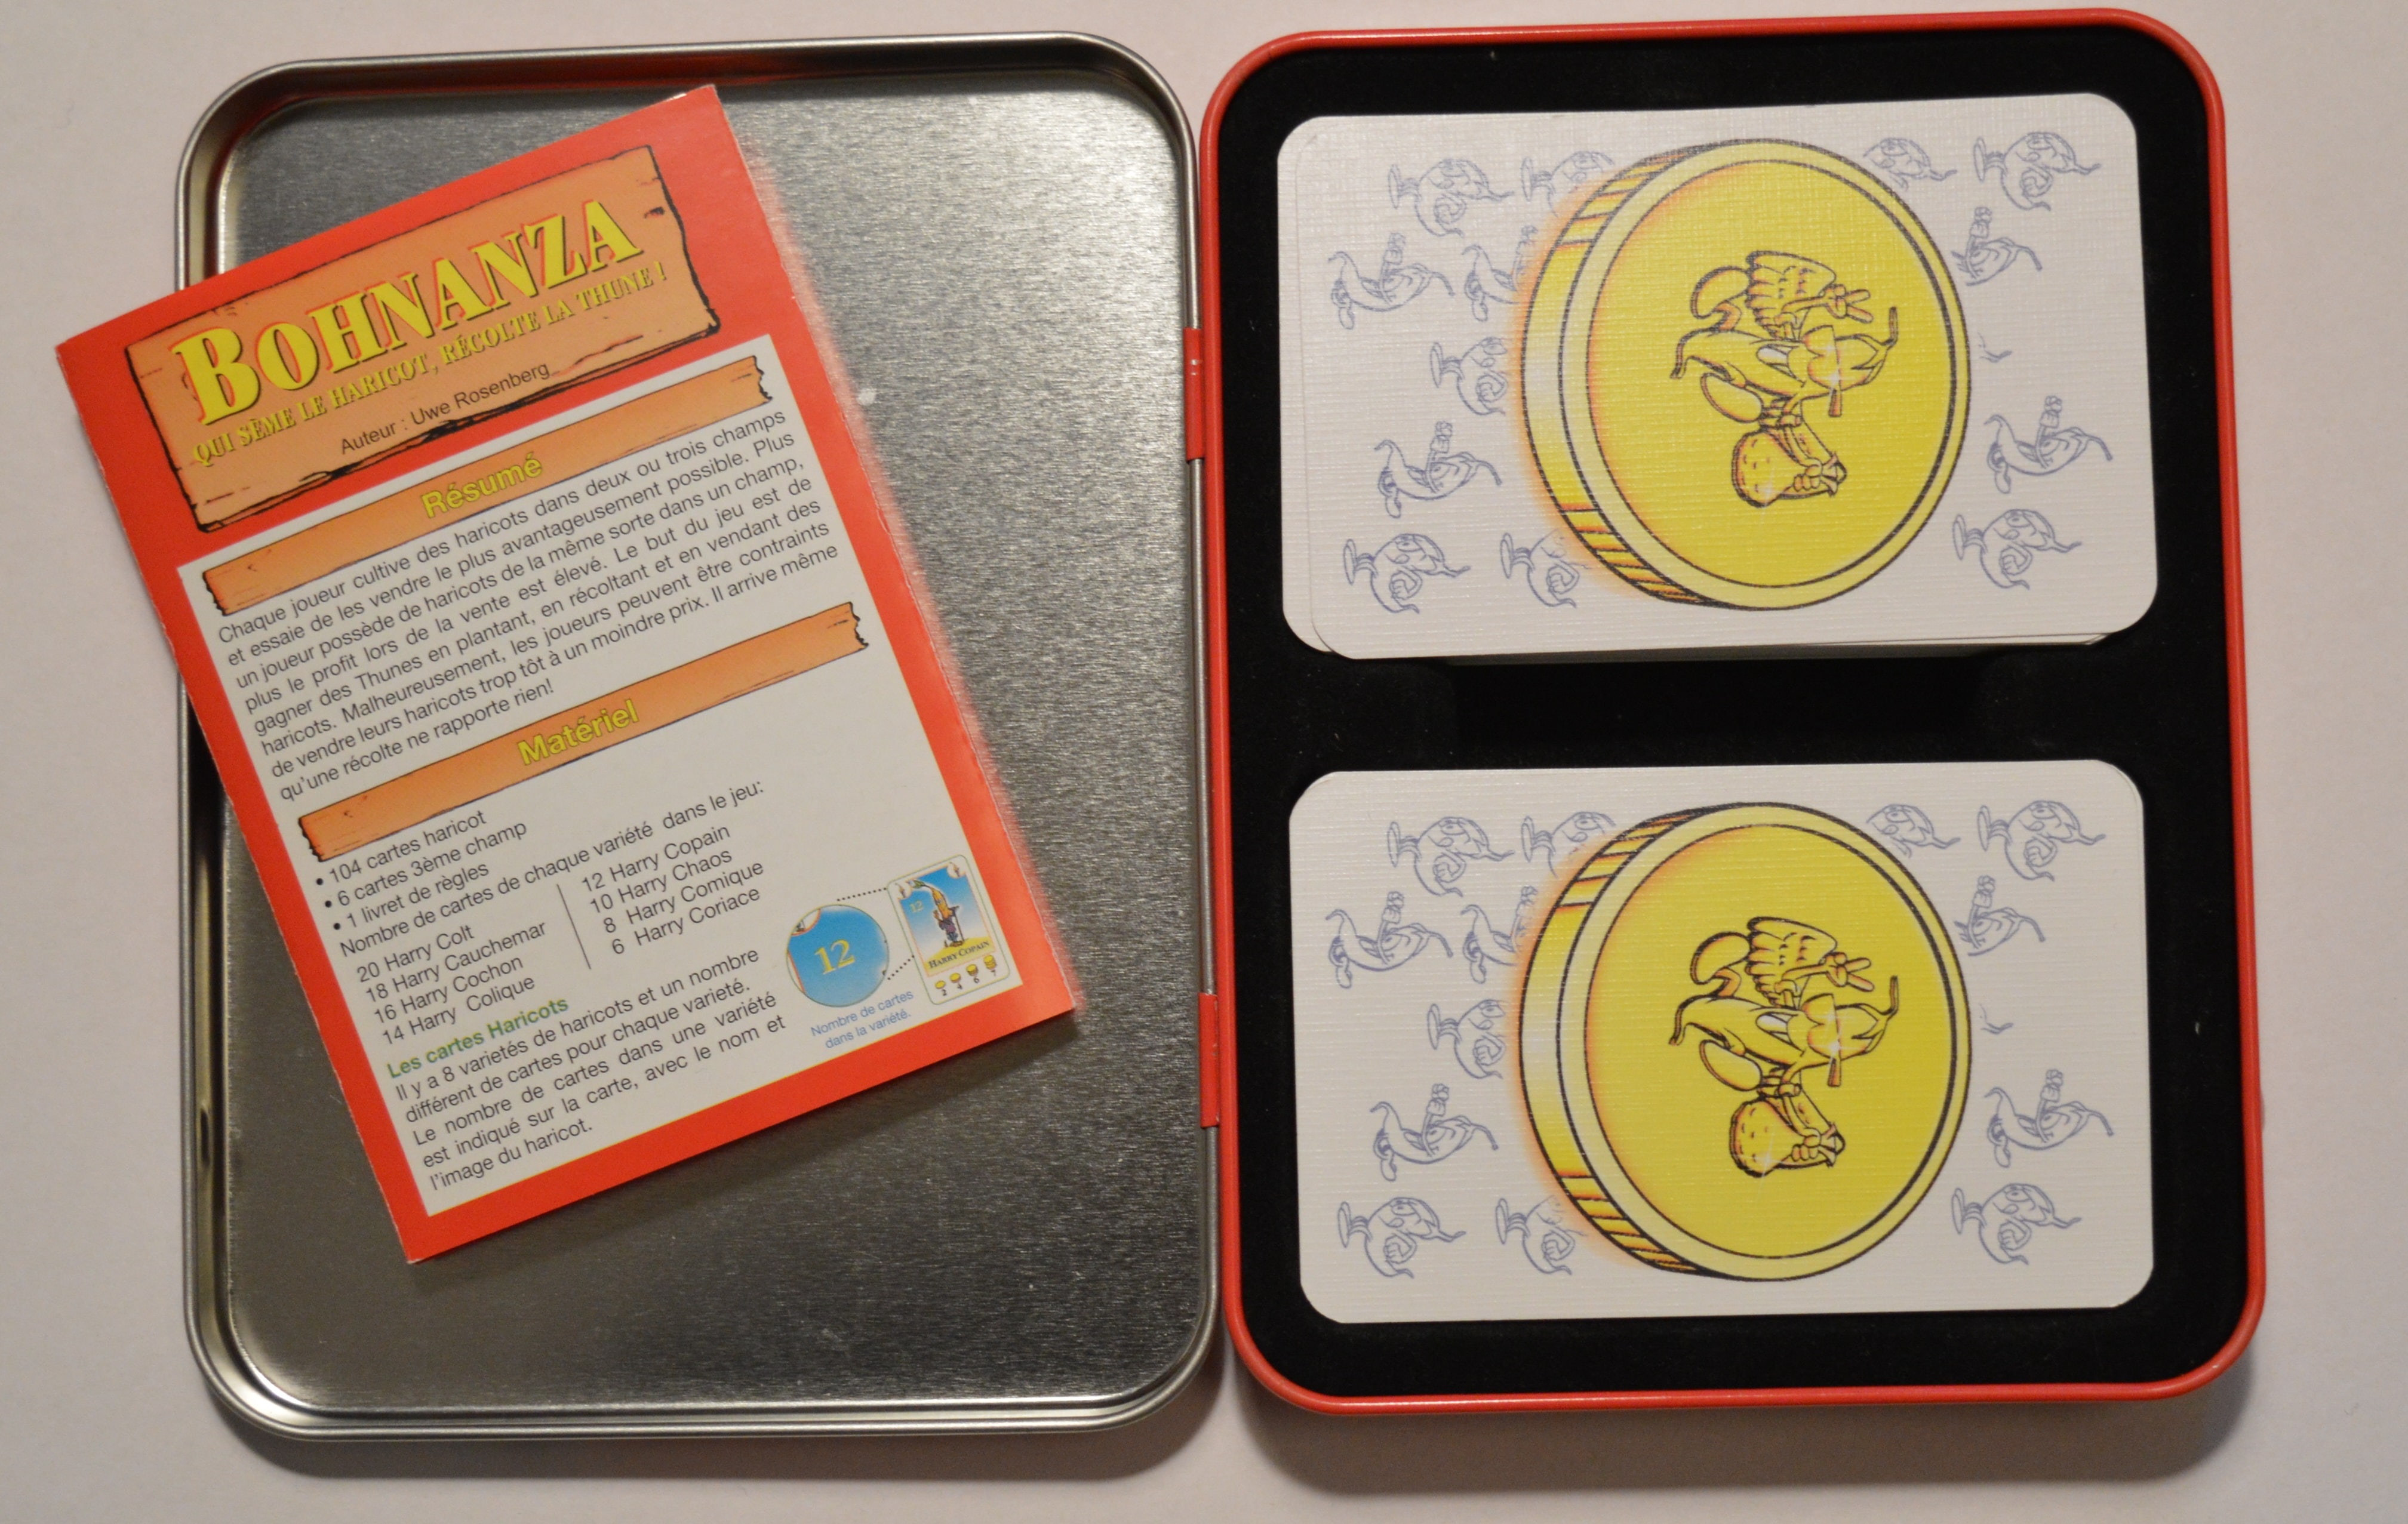 BOHNANZA
QUI SÈME LE HARICOT, RÉCOLTE LA THUNE !
Auteur : Uwe Rosenberg
Résumé
Chaque joueur cultive des haricots dans deux ou trois champs
et essaie de les vendre le plus avantageusement possible. Plus
un joueur possède de haricots de la même sorte dans un champ,
plus le profit lors de la vente est élevé. Le but du jeu est de
gagner des Thunes en plantant, en récoltant et en vendant des
haricots. Malheureusement, les joueurs peuvent être contraints
de vendre leurs haricots trop tôt à un moindre prix. Il arrive même
qu'une récolte ne rapporte rien!
Matériel
• 104 cartes haricot
• 6 cartes 3ème champ
• 1 livret de règles
Nombre de cartes de chaque variété dans le jeu:
20 Harry Colt
18 Harry Cauchemar
16 Harry Cochon
14 Harry Colique
12 Harry Copain
10 Harry Chaos
8 Harry Comique
6 Harry Coriace
Les cartes Haricots
Il y a 8 varietés de haricots et un nombre
différent de cartes pour chaque varieté.
Le nombre de cartes dans une variété
est indiqué sur la carte, avec le nom et
l'image du haricot.
12
12
HARRY COPAIN
2 4 6 7
Nombre de cartes
dans la variété.